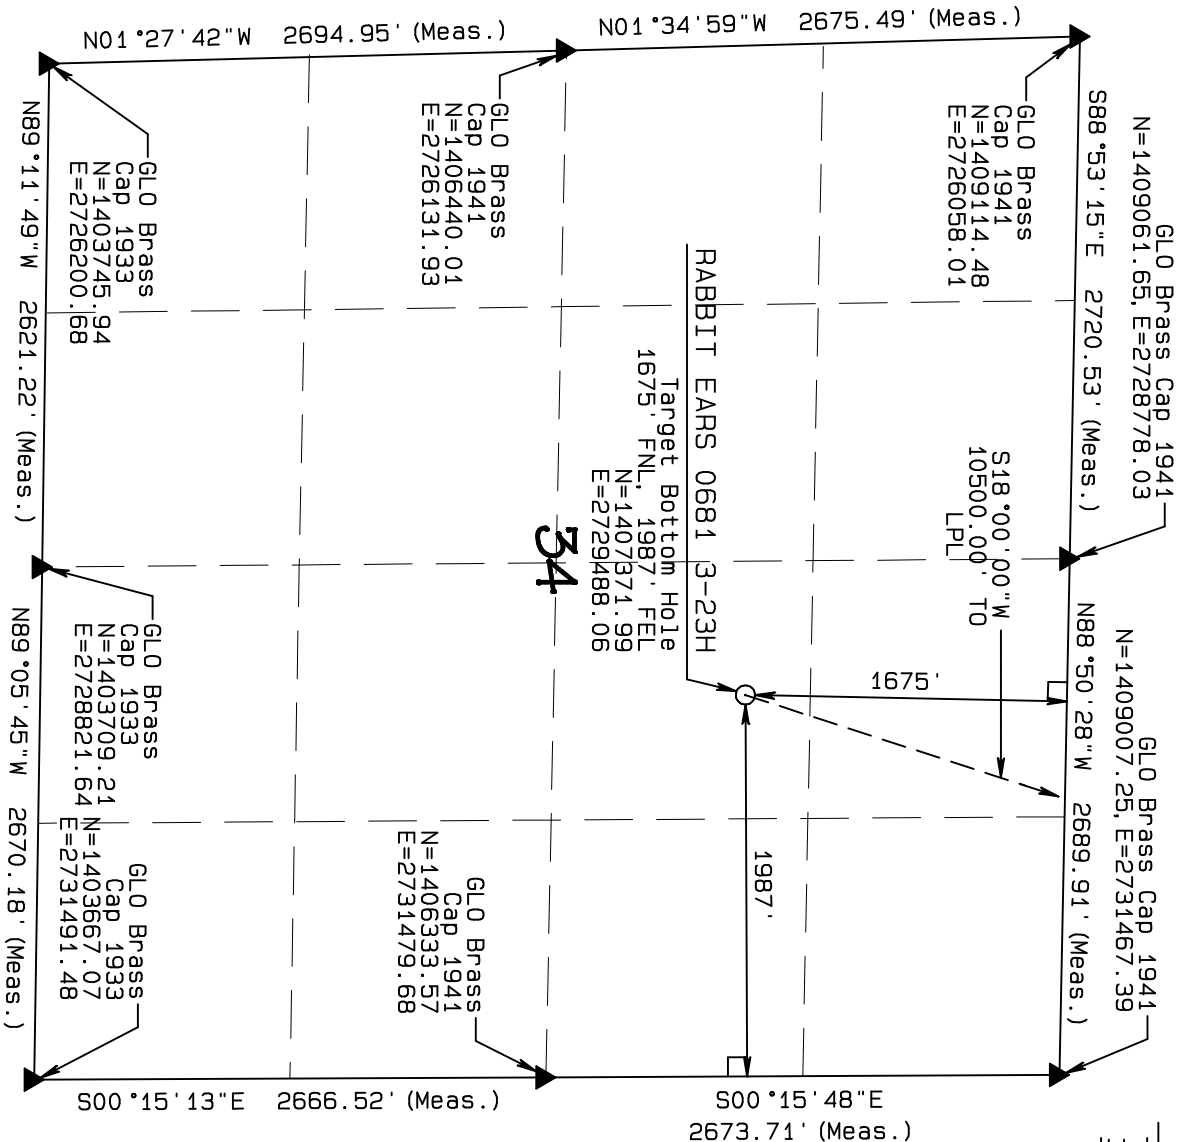 N01°27'42"W 2694.95' (Meas.)
N01°34'59"W 2675.49' (Meas.)
S88°53'15"E 2720.53' (Meas.)
N88°50'28"W 2689.91' (Meas.)
GLO Brass Cap 1941
N=1409061.65, E=2728778.03
GLO Brass Cap 1941
N=1409007.25, E=2731467.39
GLO Brass
Cap 1941
N=1409114.48
E=2726058.01
GLO Brass
Cap 1941
N=1406440.01
E=2726131.93
GLO Brass
Cap 1933
N=1403745.94
E=2726200.68
S18°00'00"W
10500.00' TO
LPL
RABBIT EARS 0681 3-23H
Target Bottom Hole
1675' FNL, 1987' FEL
N=1407371.99
E=2729488.06
34
1675'
1987'
GLO Brass
Cap 1941
N=1406333.57
E=2731479.68
GLO Brass
Cap 1933
N=1403709.21
E=2728821.64
GLO Brass
Cap 1933
N=1403667.07
E=2731491.48
N89°11'49"W 2621.22' (Meas.)
N89°05'45"W 2670.18' (Meas.)
S00°15'13"E 2666.52' (Meas.)
S00°15'48"E
2673.71' (Meas.)